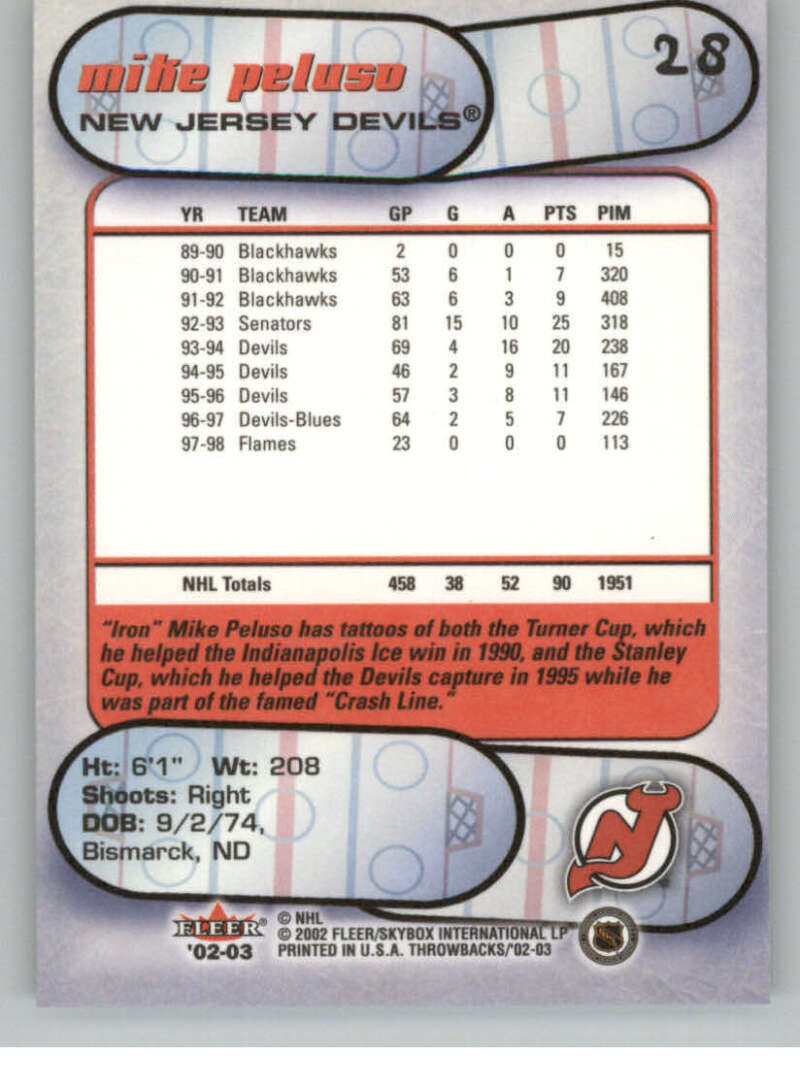 mike peluso
NEW JERSEY DEVILS®
28
YR TEAM GP G A PTS PIM
89-90 Blackhawks 2 0 0 0 15
90-91 Blackhawks 53 6 1 7 320
91-92 Blackhawks 63 6 3 9 408
92-93 Senators 81 15 10 25 318
93-94 Devils 69 4 16 20 238
94-95 Devils 46 2 9 11 167
95-96 Devils 57 3 8 11 146
96-97 Devils-Blues 64 2 5 7 226
97-98 Flames 23 0 0 0 113
NHL Totals 458 38 52 90 1951
"Iron" Mike Peluso has tattoos of both the Turner Cup, which
he helped the Indianapolis Ice win in 1990, and the Stanley
Cup, which he helped the Devils capture in 1995 while he
was part of the famed "Crash Line."
Ht: 6'1" Wt: 208
Shoots: Right
DOB: 9/2/74,
Bismarck, ND
FLEER®
'02-03
© NHL
© 2002 FLEER/SKYBOX INTERNATIONAL LP
PRINTED IN U.S.A. THROWBACKS/'02-03